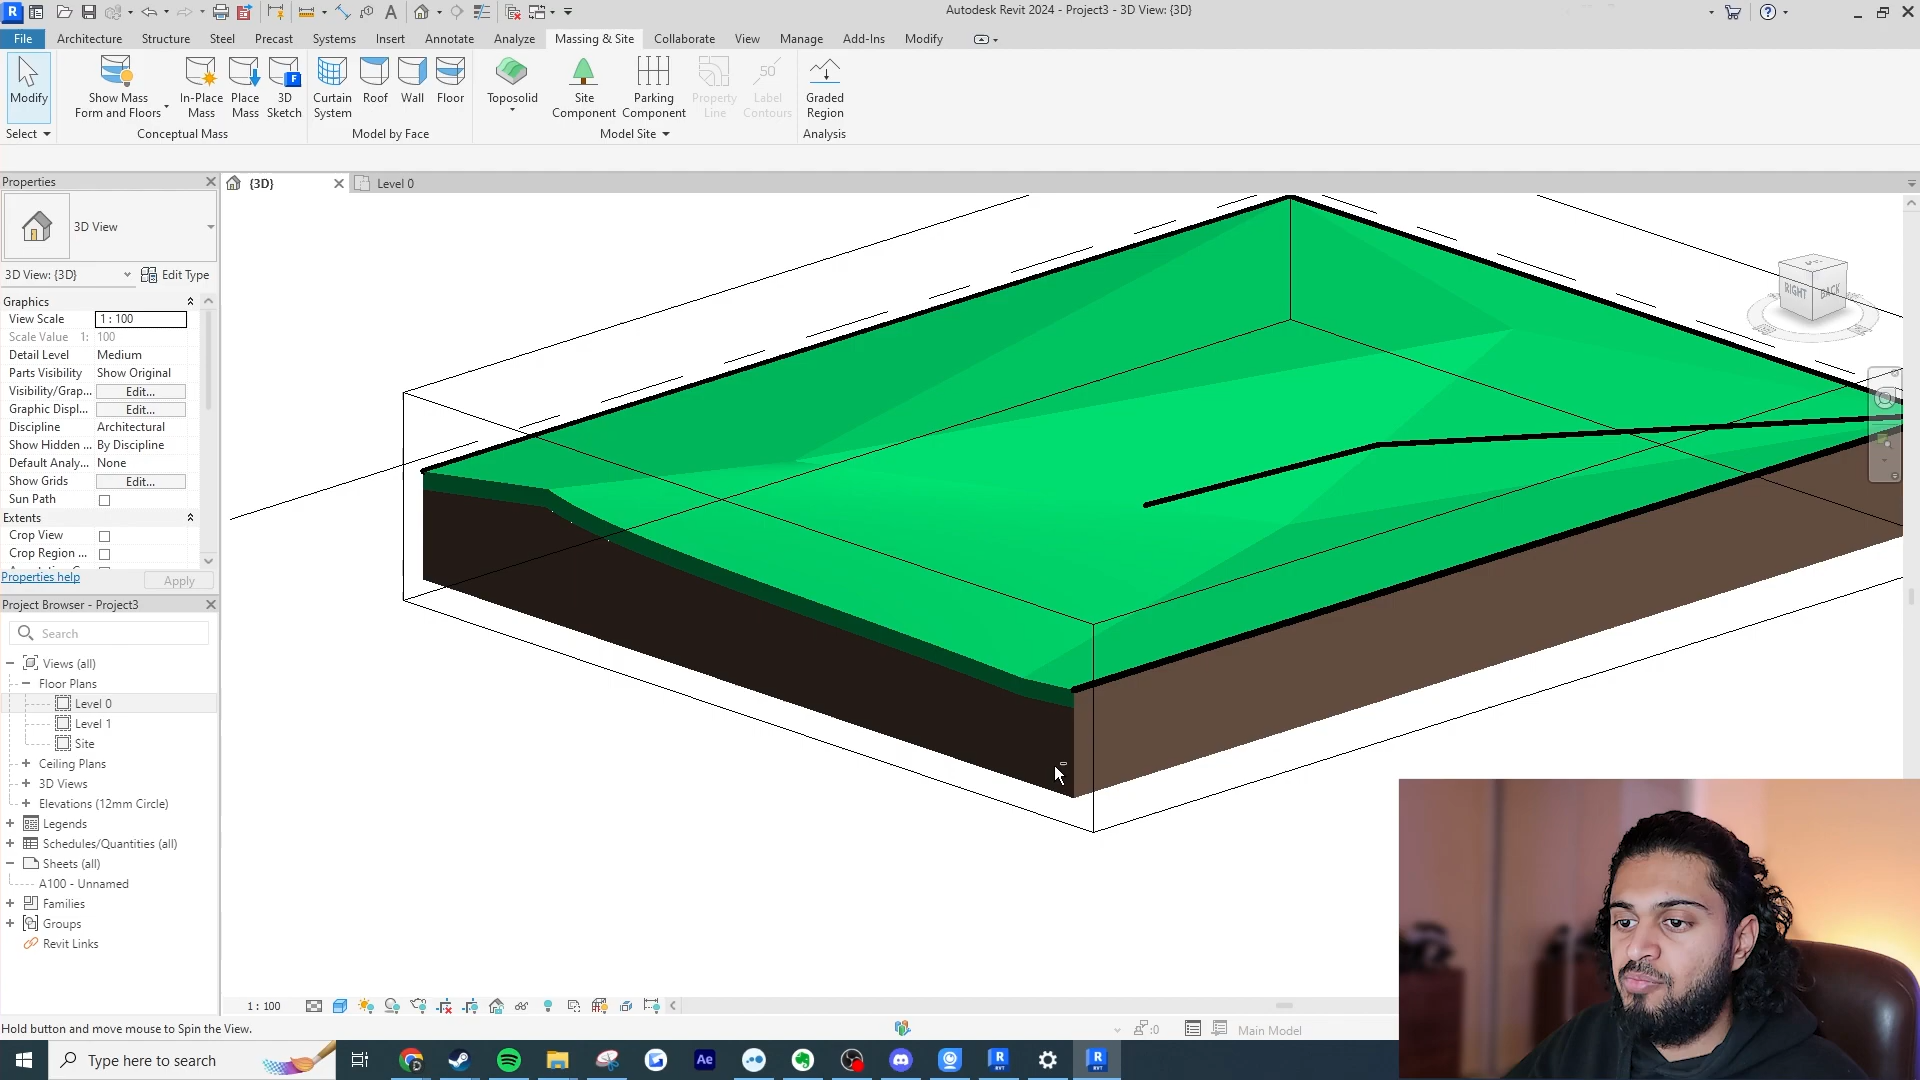 Autodesk Revit 2024 - Project3 - 3D View: {3D}
File Architecture Structure Steel Precast Systems Insert Annotate Analyze Massing & Site Collaborate View Manage Add-Ins Modify
Modify
Show Mass Form and Floors
In-Place Mass
Place Mass
3D Sketch
Curtain System
Roof
Wall
Floor
Toposolid
Site Component
Parking Component
Property Line
Label Contours
Graded Region
Select
Conceptual Mass
Model by Face
Model Site
Analysis
Properties
{3D}
Level 0
3D View
3D View: {3D}
Edit Type
Graphics
View Scale 1 : 100
Scale Value 1: 100
Detail Level Medium
Parts Visibility Show Original
Visibility/Grap... Edit...
Graphic Displ... Edit...
Discipline Architectural
Show Hidden ... By Discipline
Default Analy... None
Show Grids Edit...
Sun Path
Extents
Crop View
Crop Region ...
Properties help
Apply
RIGHT
BACK
Project Browser - Project3
Search
Views (all)
Floor Plans
Level 0
Level 1
Site
Ceiling Plans
3D Views
Elevations (12mm Circle)
Legends
Schedules/Quantities (all)
Sheets (all)
A100 - Unnamed
Families
Groups
Revit Links
1 : 100
Hold button and move mouse to Spin the View.
:0
Main Model
Type here to search